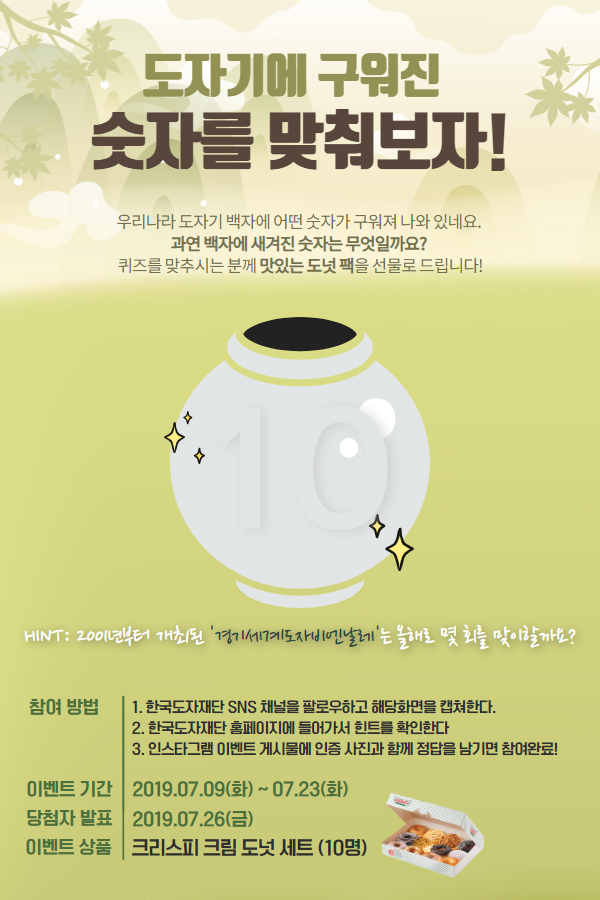 도자기에 구워진
숫자를 맞춰보자!
우리나라 도자기 백자에 어떤 숫자가 구워져 나와 있네요.
과연 백자에 새겨진 숫자는 무엇일까요?
퀴즈를 맞추시는 분께 맛있는 도넛 팩을 선물로 드립니다!
10
HINT: 2001년부터 개최된 '경기세계도자비엔날레'는 올해로 몇 회를 맞이할까요?
참여 방법
1. 한국도자재단 SNS 채널을 팔로우하고 해당화면을 캡쳐한다.
2. 한국도자재단 홈페이지에 들어가서 힌트를 확인한다
3. 인스타그램 이벤트 게시물에 인증 사진과 함께 정답을 남기면 참여완료!
이벤트 기간 2019.07.09(화) ~ 07.23(화)
당첨자 발표 2019.07.26(금)
이벤트 상품 크리스피 크림 도넛 세트 (10명)